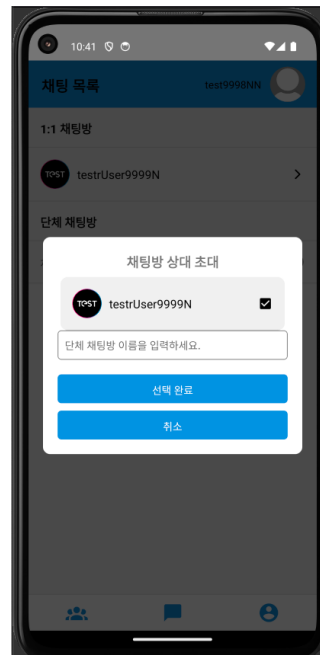 10:41
채팅 목록
test9998NN
1:1 채팅방
TEST testrUser9999N
단체 채팅방
채팅방 상대 초대
TEST testrUser9999N
단체 채팅방 이름을 입력하세요.
선택 완료
취소